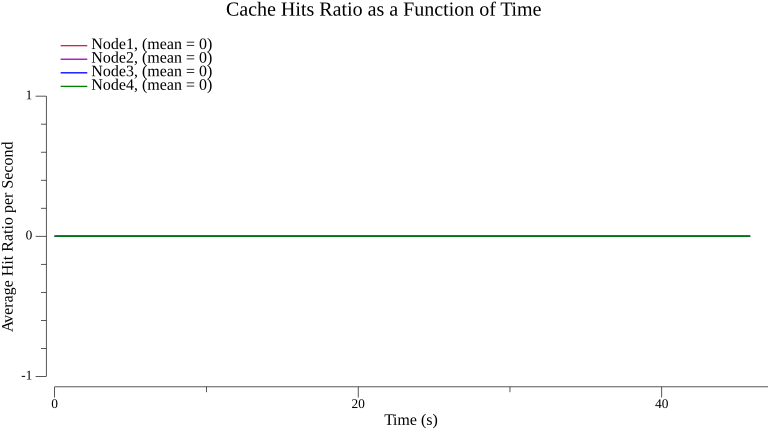 Cache Hits Ratio as a Function of Time
Node1, (mean = 0)
Node2, (mean = 0)
Node3, (mean = 0)
Node4, (mean = 0)
1
0
-1
Average Hit Ratio per Second
0 20 40
Time (s)